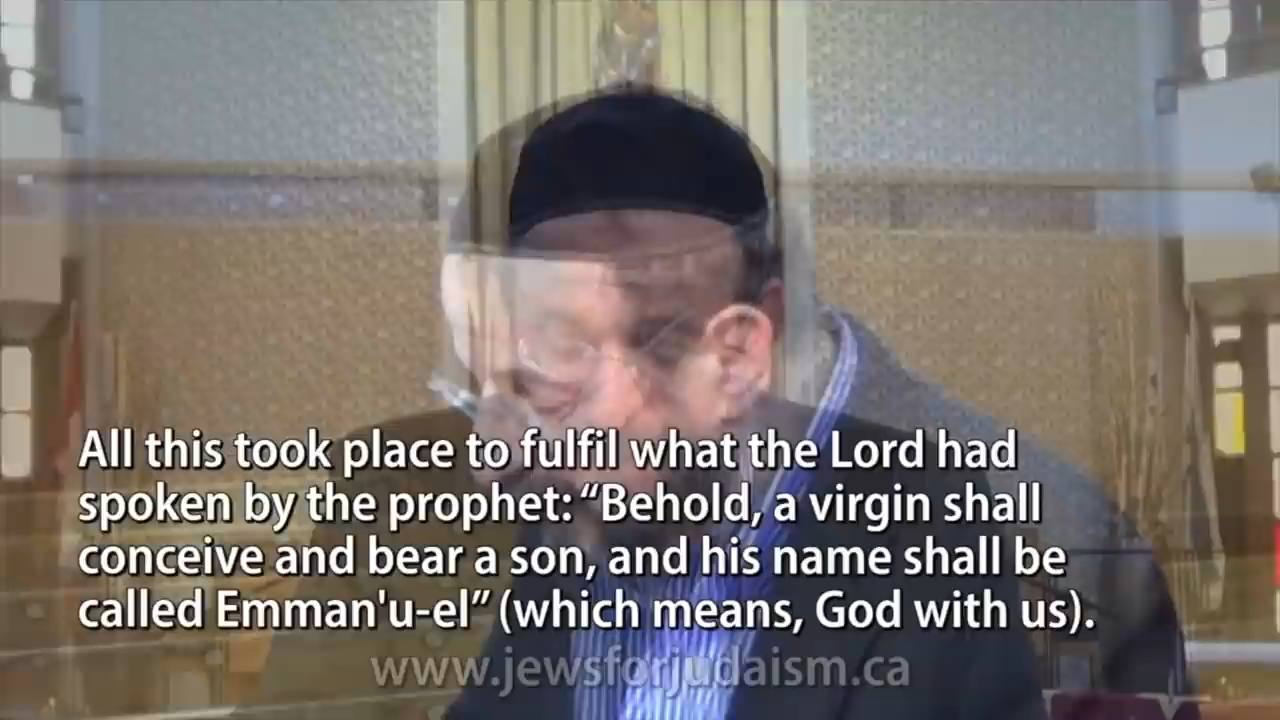 All this took place to fulfil what the Lord had
spoken by the prophet: “Behold, a virgin shall
conceive and bear a son, and his name shall be
called Emman'u-el” (which means, God with us).
www.jewsforjudaism.ca